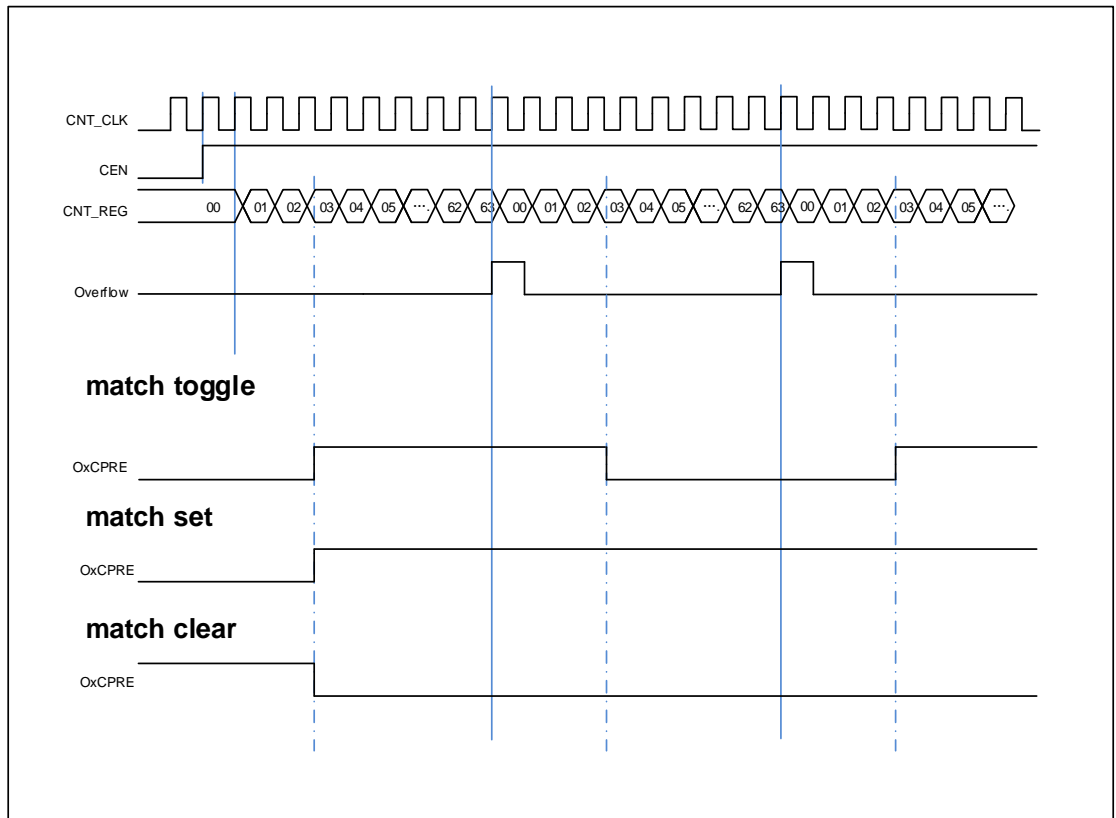 CNT_CLK
CEN
CNT_REG 00 01 02 03 04 05 ···. 62 63 00 01 02 03 04 05 ···. 62 63 00 01 02 03 04 05 ···.
Overflow
match toggle
OxCPRE
match set
OxCPRE
match clear
OxCPRE